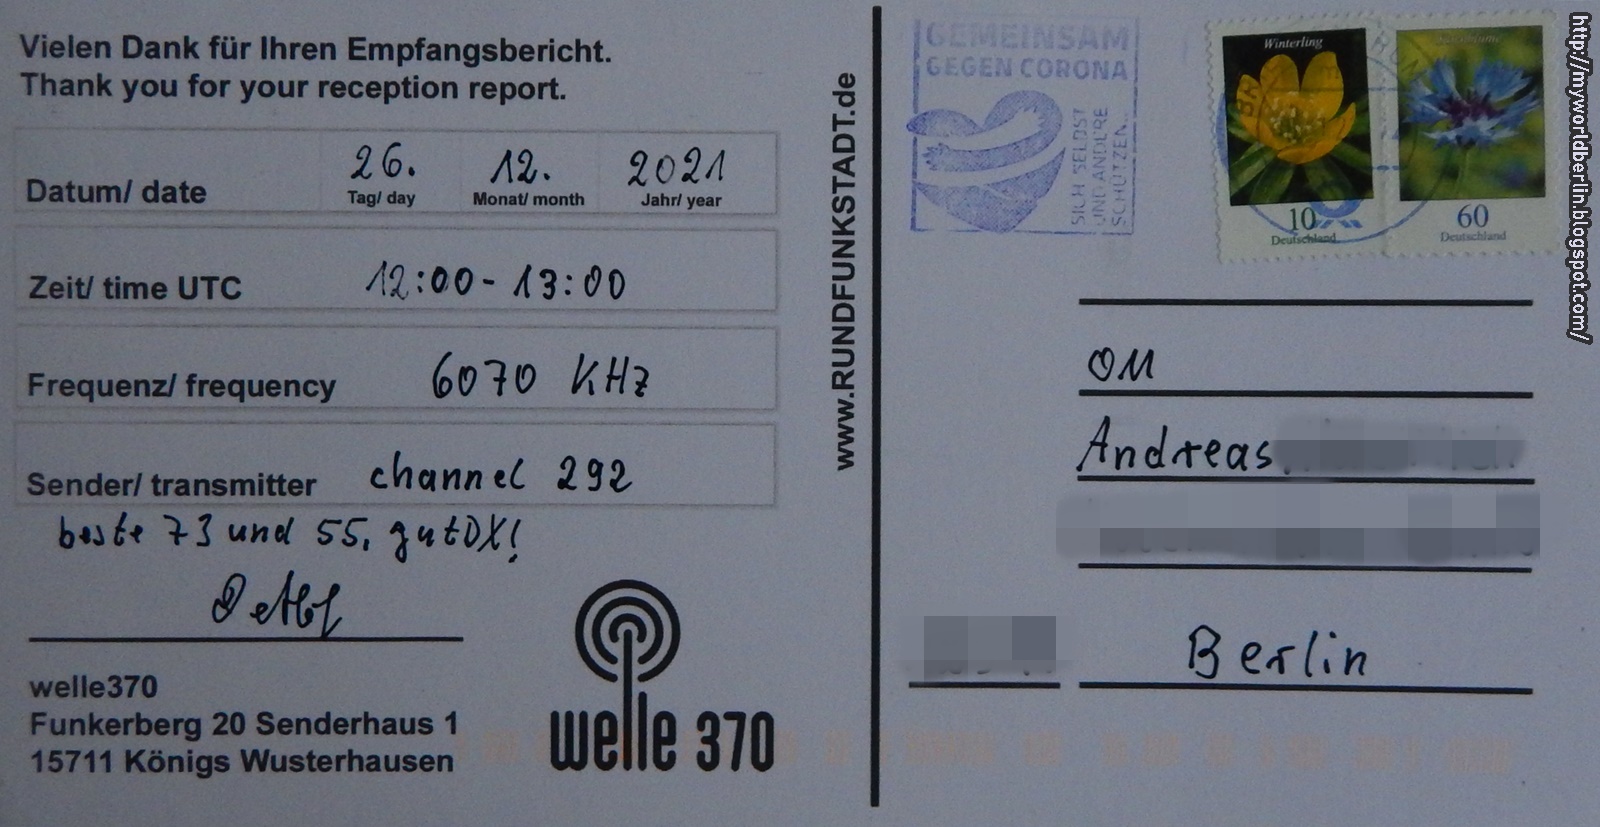 Vielen Dank für Ihren Empfangsbericht.
Thank you for your reception report.
Datum/ date 26. 12. 2021
Tag/ day Monat/ month Jahr/ year
Zeit/ time UTC 12:00 - 13:00
Frequenz/ frequency 6070 KHz
Sender/ transmitter channel 292
beste 73 und 55, gut DX!
welle370
Funkerberg 20 Senderhaus 1
15711 Königs Wusterhausen
welle 370
www.RUNDFUNKSTADT.de
GEMEINSAM
GEGEN CORONA
SICH SELBST
UND ANDERE
SCHÜTZEN.
Winterling
10
Deutschland
60
Deutschland
OM
Andreas
Berlin
http://myworldberlin.blogspot.com/